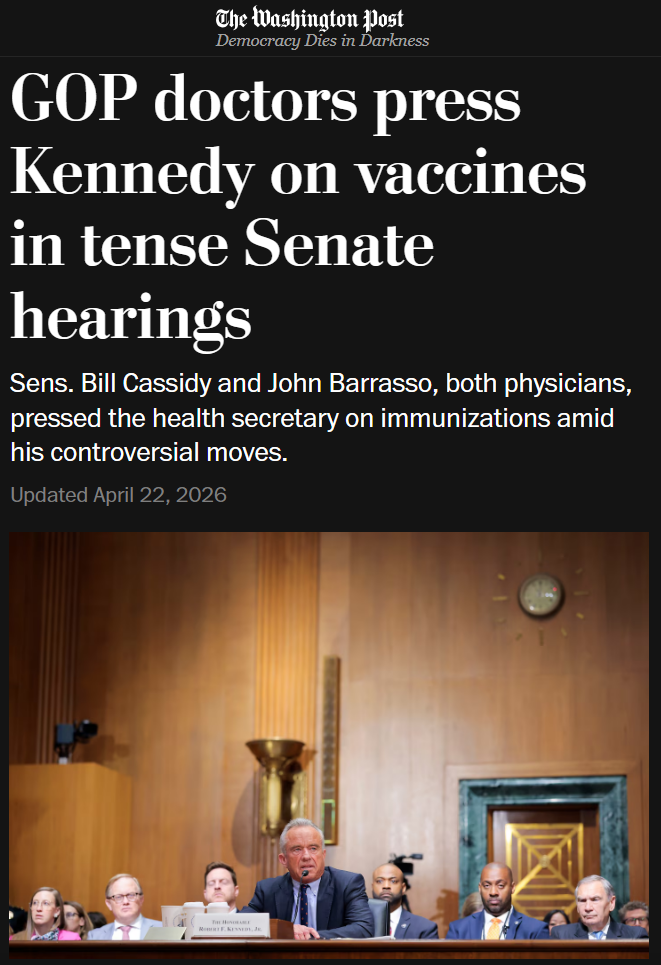 The Washington Post
Democracy Dies in Darkness
GOP doctors press
Kennedy on vaccines
in tense Senate
hearings
Sens. Bill Cassidy and John Barrasso, both physicians,
pressed the health secretary on immunizations amid
his controversial moves.
Updated April 22, 2026
The Honorable
Robert F. Kennedy, Jr.